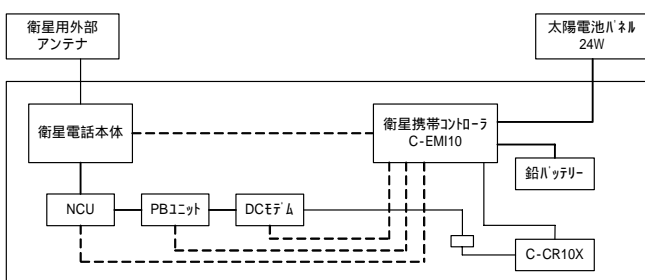 衛星用外部
アンテナ
太陽電池ﾊﾟﾈﾙ
24W
衛星電話本体
衛星携帯ｺﾝﾄﾛｰﾗ
C-EMI10
鉛ﾊﾞｯﾃﾘｰ
NCU
PBﾕﾆｯﾄ
DCﾓﾃﾞﾑ
C-CR10X